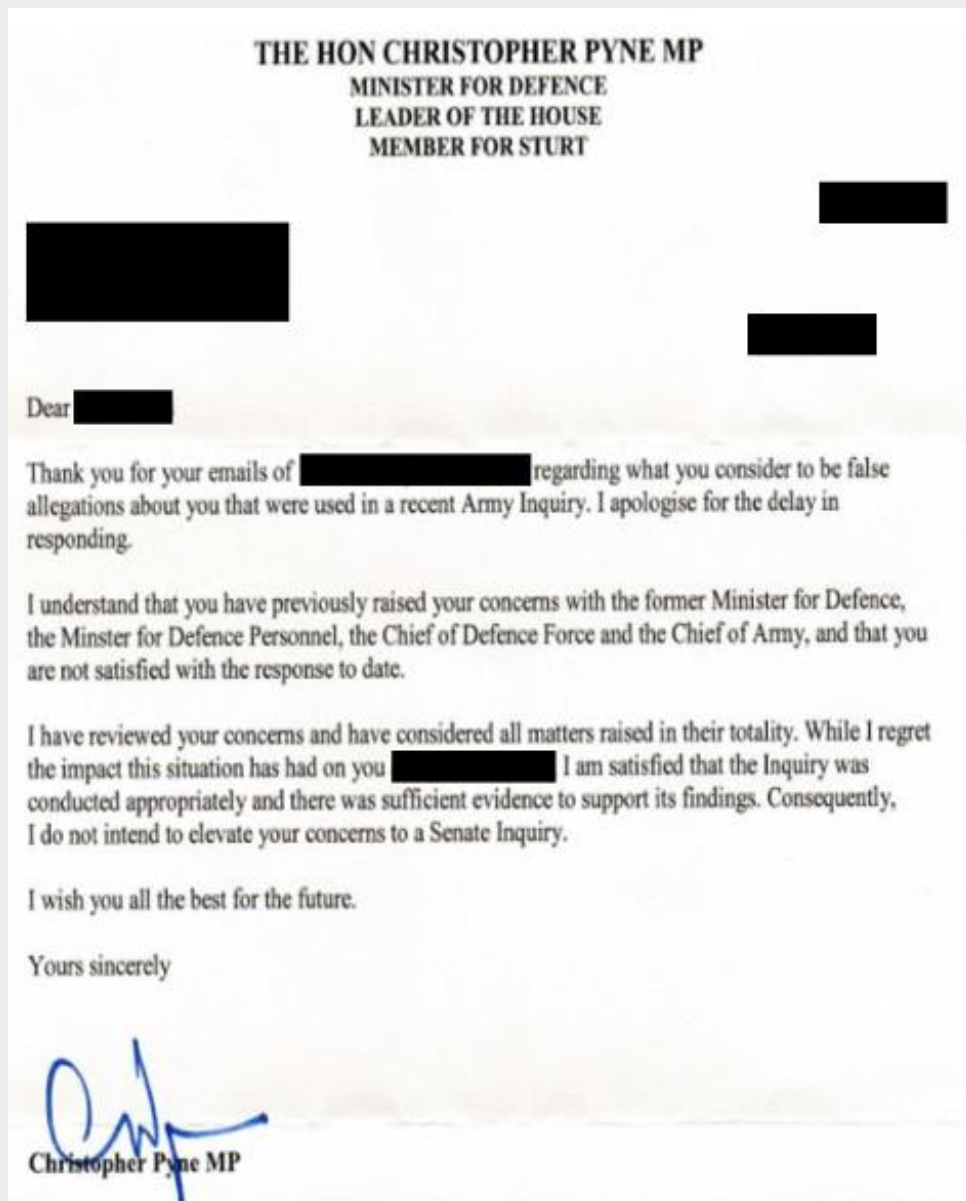 THE HON CHRISTOPHER PYNE MP
MINISTER FOR DEFENCE
LEADER OF THE HOUSE
MEMBER FOR STURT
Dear
Thank you for your emails of regarding what you consider to be false
allegations about you that were used in a recent Army Inquiry. I apologise for the delay in
responding.
I understand that you have previously raised your concerns with the former Minister for Defence,
the Minster for Defence Personnel, the Chief of Defence Force and the Chief of Army, and that you
are not satisfied with the response to date.
I have reviewed your concerns and have considered all matters raised in their totality. While I regret
the impact this situation has had on you I am satisfied that the Inquiry was
conducted appropriately and there was sufficient evidence to support its findings. Consequently,
I do not intend to elevate your concerns to a Senate Inquiry.
I wish you all the best for the future.
Yours sincerely
Christopher Pyne MP